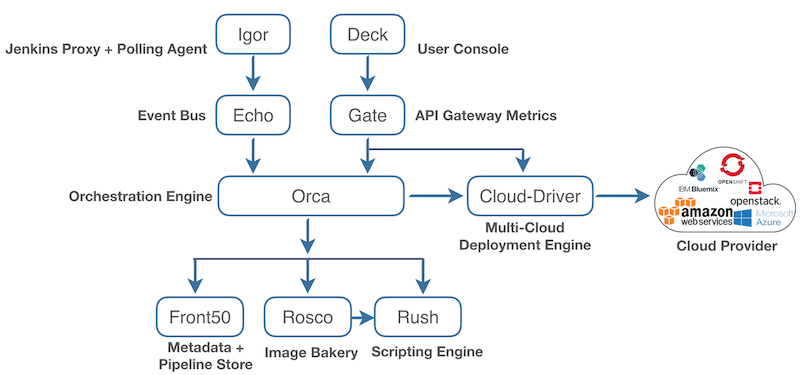 Igor
Deck
Jenkins Proxy + Polling Agent
User Console
Event Bus
Echo
Gate
API Gateway Metrics
Orchestration Engine
Orca
Cloud-Driver
Multi-Cloud
Deployment Engine
IBM Bluemix
OPENSHIFT
openstack.
amazon
web services
Microsoft
Azure
Cloud Provider
Front50
Rosco
Rush
Metadata +
Pipeline Store
Image Bakery
Scripting Engine